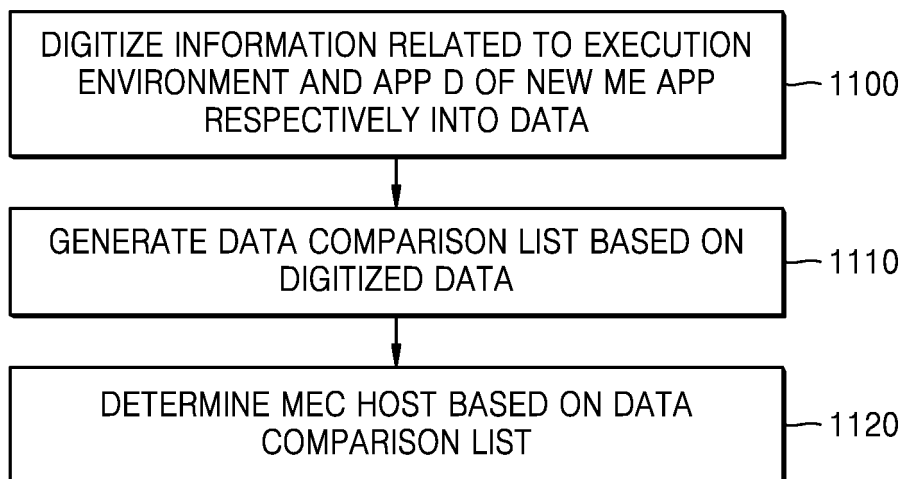 DIGITIZE INFORMATION RELATED TO EXECUTION
ENVIRONMENT AND APP D OF NEW ME APP
RESPECTIVELY INTO DATA
1100
GENERATE DATA COMPARISON LIST BASED ON
DIGITIZED DATA
1110
DETERMINE MEC HOST BASED ON DATA
COMPARISON LIST
1120